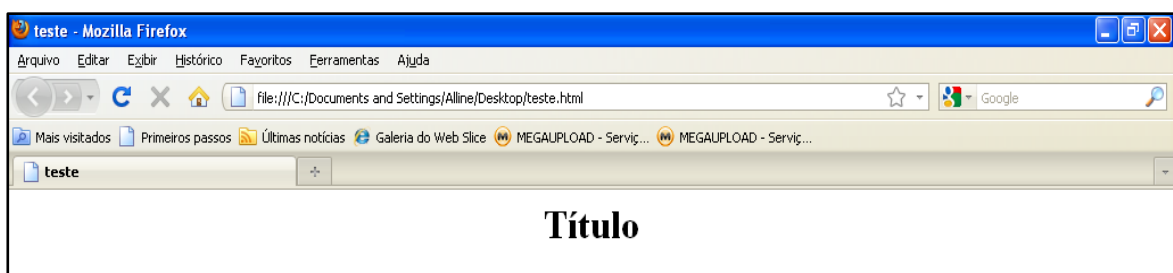 teste - Mozilla Firefox
Arquivo Editar Exibir Histórico Favoritos Ferramentas Ajuda
file:///C:/Documents and Settings/Alline/Desktop/teste.html Google
Mais visitados Primeiros passos Últimas notícias Galeria do Web Slice MEGAUPLOAD - Serviç... MEGAUPLOAD - Serviç...
teste
Título